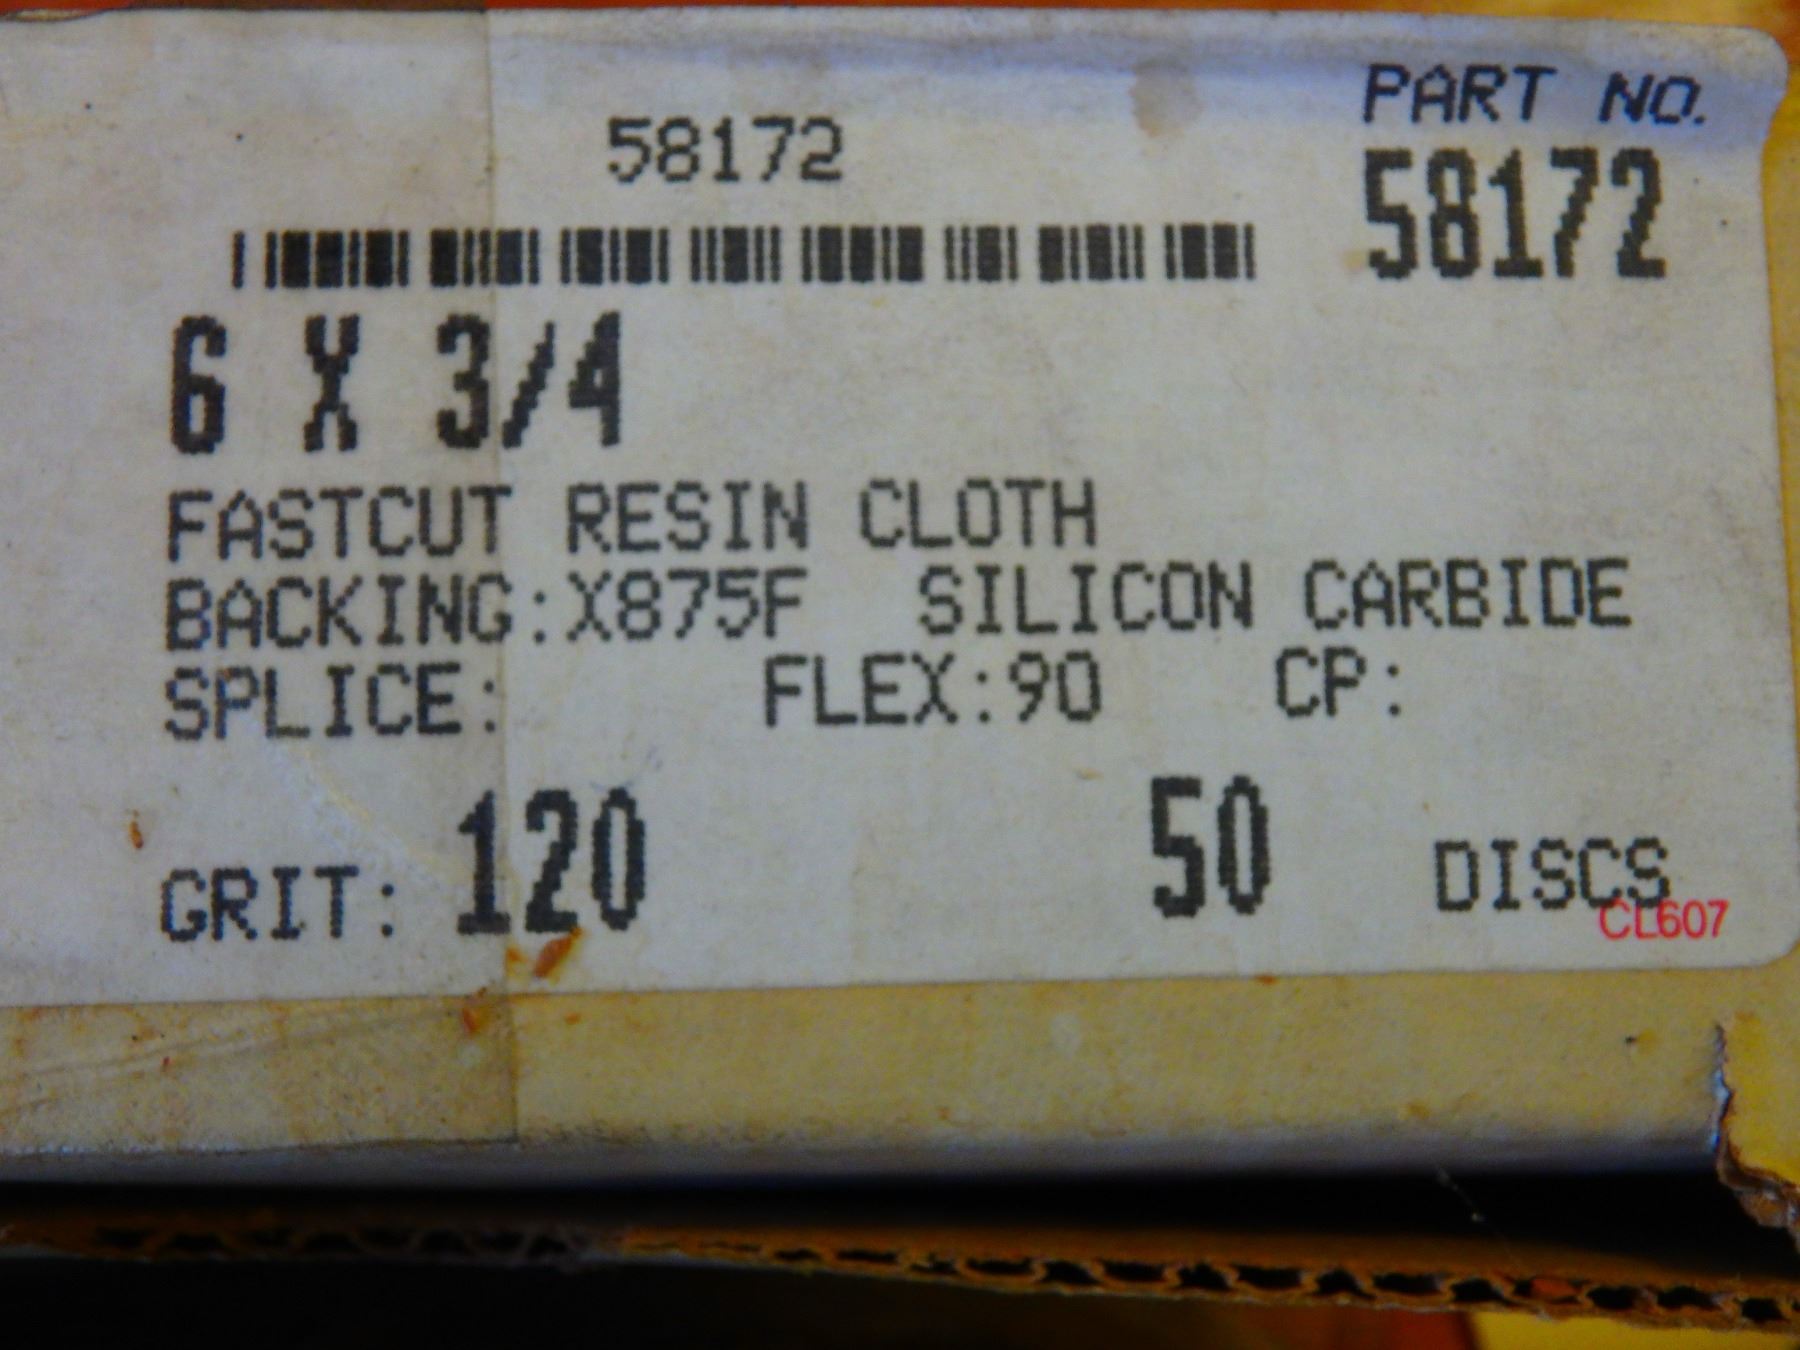 PART NO.
58172
58172
6 X 3/4
FASTCUT RESIN CLOTH
BACKING:X875F SILICON CARBIDE
SPLICE: FLEX:90 CP:
GRIT: 120 50 DISCS
CL607